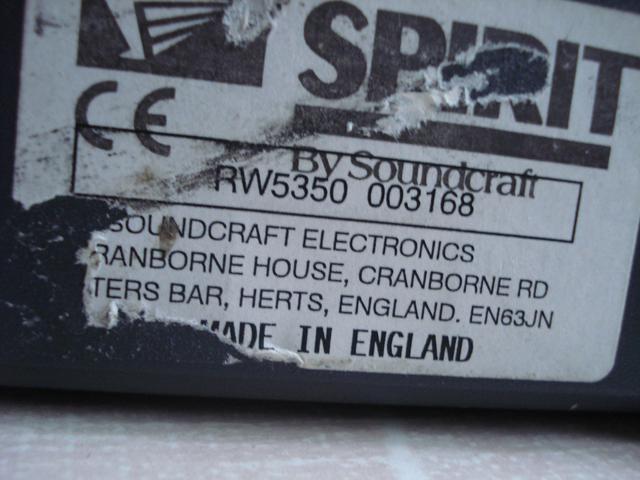 SPIRIT
By Soundcraft
CE
RW5350 003168
SOUNDCRAFT ELECTRONICS
RANBORNE HOUSE, CRANBORNE RD
TERS BAR, HERTS, ENGLAND. EN63JN
MADE IN ENGLAND